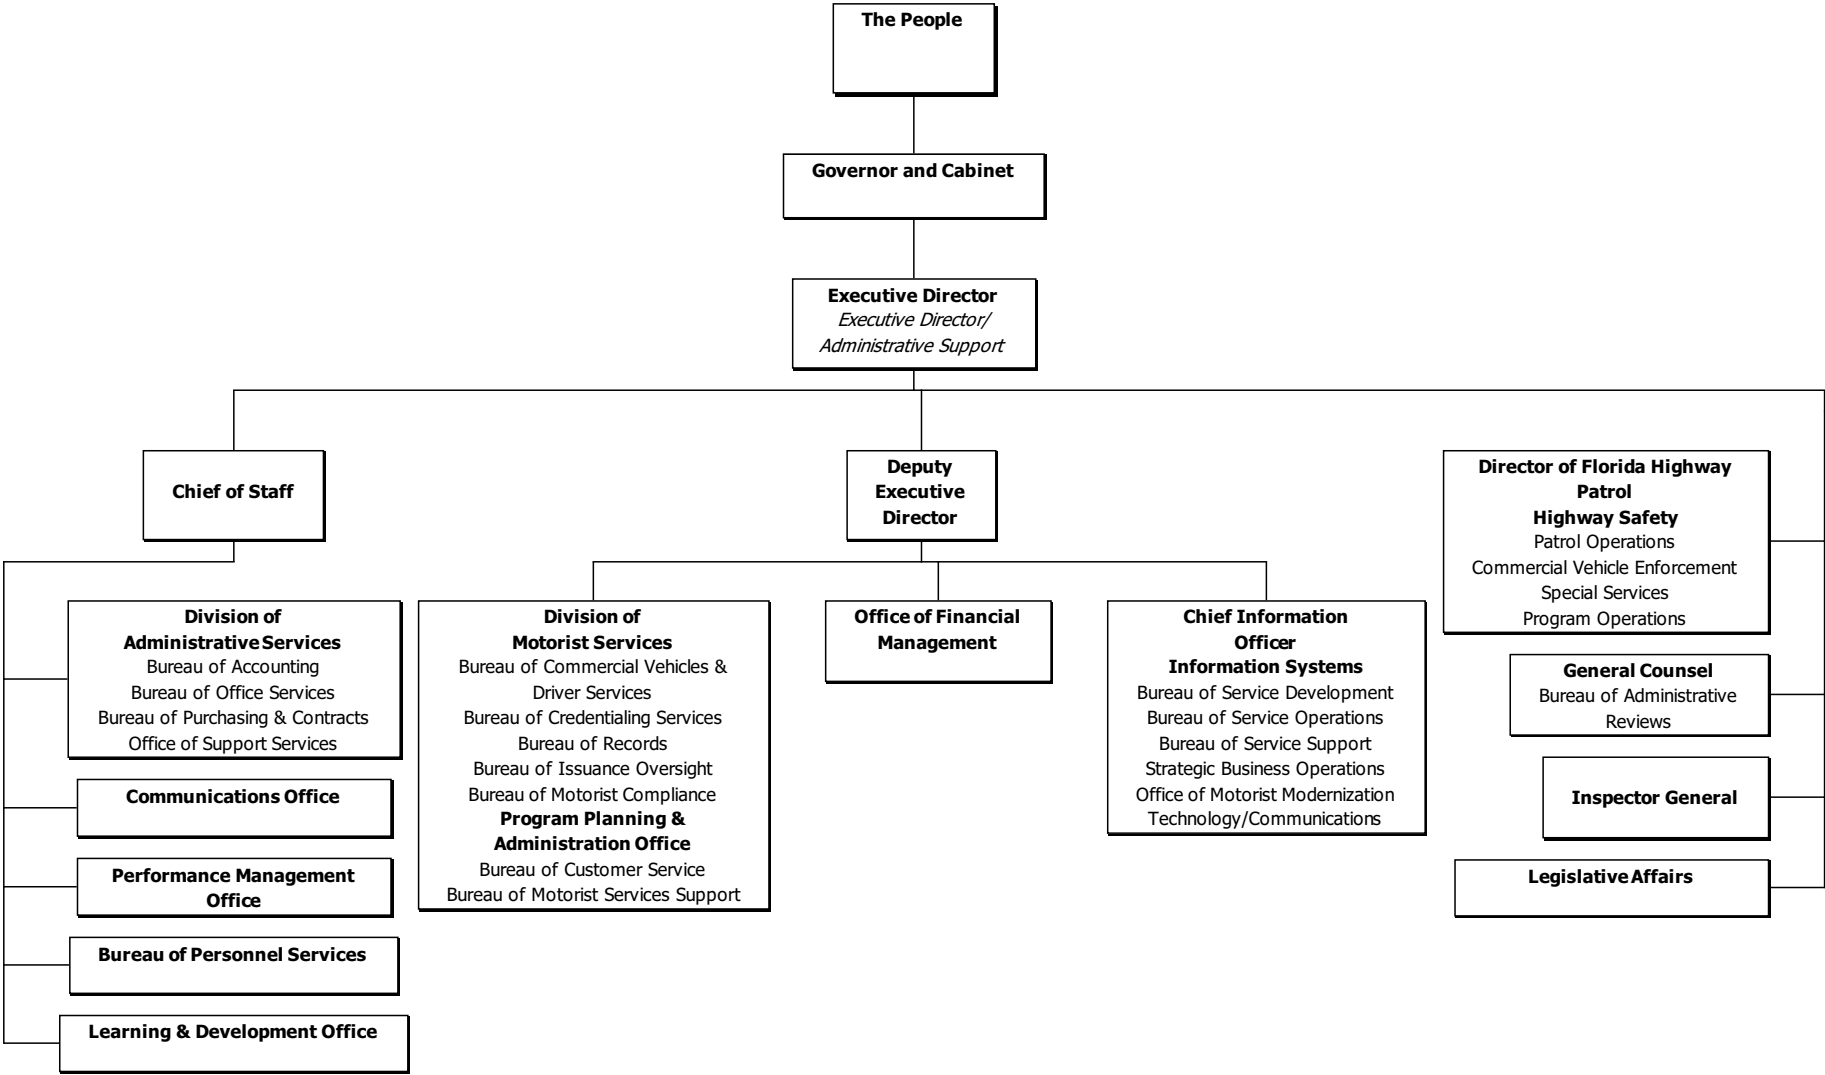 The People
Governor and Cabinet
Executive Director
Executive Director/
Administrative Support
Chief of Staff
Deputy
Executive
Director
Director of Florida Highway
Patrol
Highway Safety
Patrol Operations
Commercial Vehicle Enforcement
Special Services
Program Operations
Division of
Administrative Services
Bureau of Accounting
Bureau of Office Services
Bureau of Purchasing & Contracts
Office of Support Services
Division of
Motorist Services
Bureau of Commercial Vehicles &
Driver Services
Bureau of Credentialing Services
Bureau of Records
Bureau of Issuance Oversight
Bureau of Motorist Compliance
Program Planning &
Administration Office
Bureau of Customer Service
Bureau of Motorist Services Support
Office of Financial
Management
Chief Information
Officer
Information Systems
Bureau of Service Development
Bureau of Service Operations
Bureau of Service Support
Strategic Business Operations
Office of Motorist Modernization
Technology/Communications
General Counsel
Bureau of Administrative
Reviews
Communications Office
Inspector General
Performance Management
Office
Legislative Affairs
Bureau of Personnel Services
Learning & Development Office